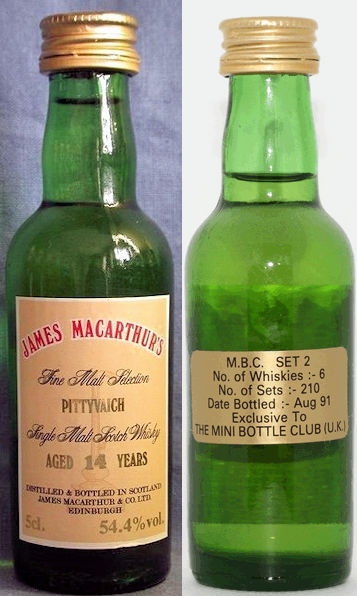 JAMES MACARTHUR'S
Fine Malt Selection
PITTYVAICH
Single Malt Scotch Whisky
AGED 14 YEARS
DISTILLED & BOTTLED IN SCOTLAND
JAMES MACARTHUR & CO. LTD.
EDINBURGH
5cl. 54.4% vol.
M.B.C. SET 2
No. of Whiskies :- 6
No. of Sets :- 210
Date Bottled :- Aug 91
Exclusive To
THE MINI BOTTLE CLUB (U.K.)